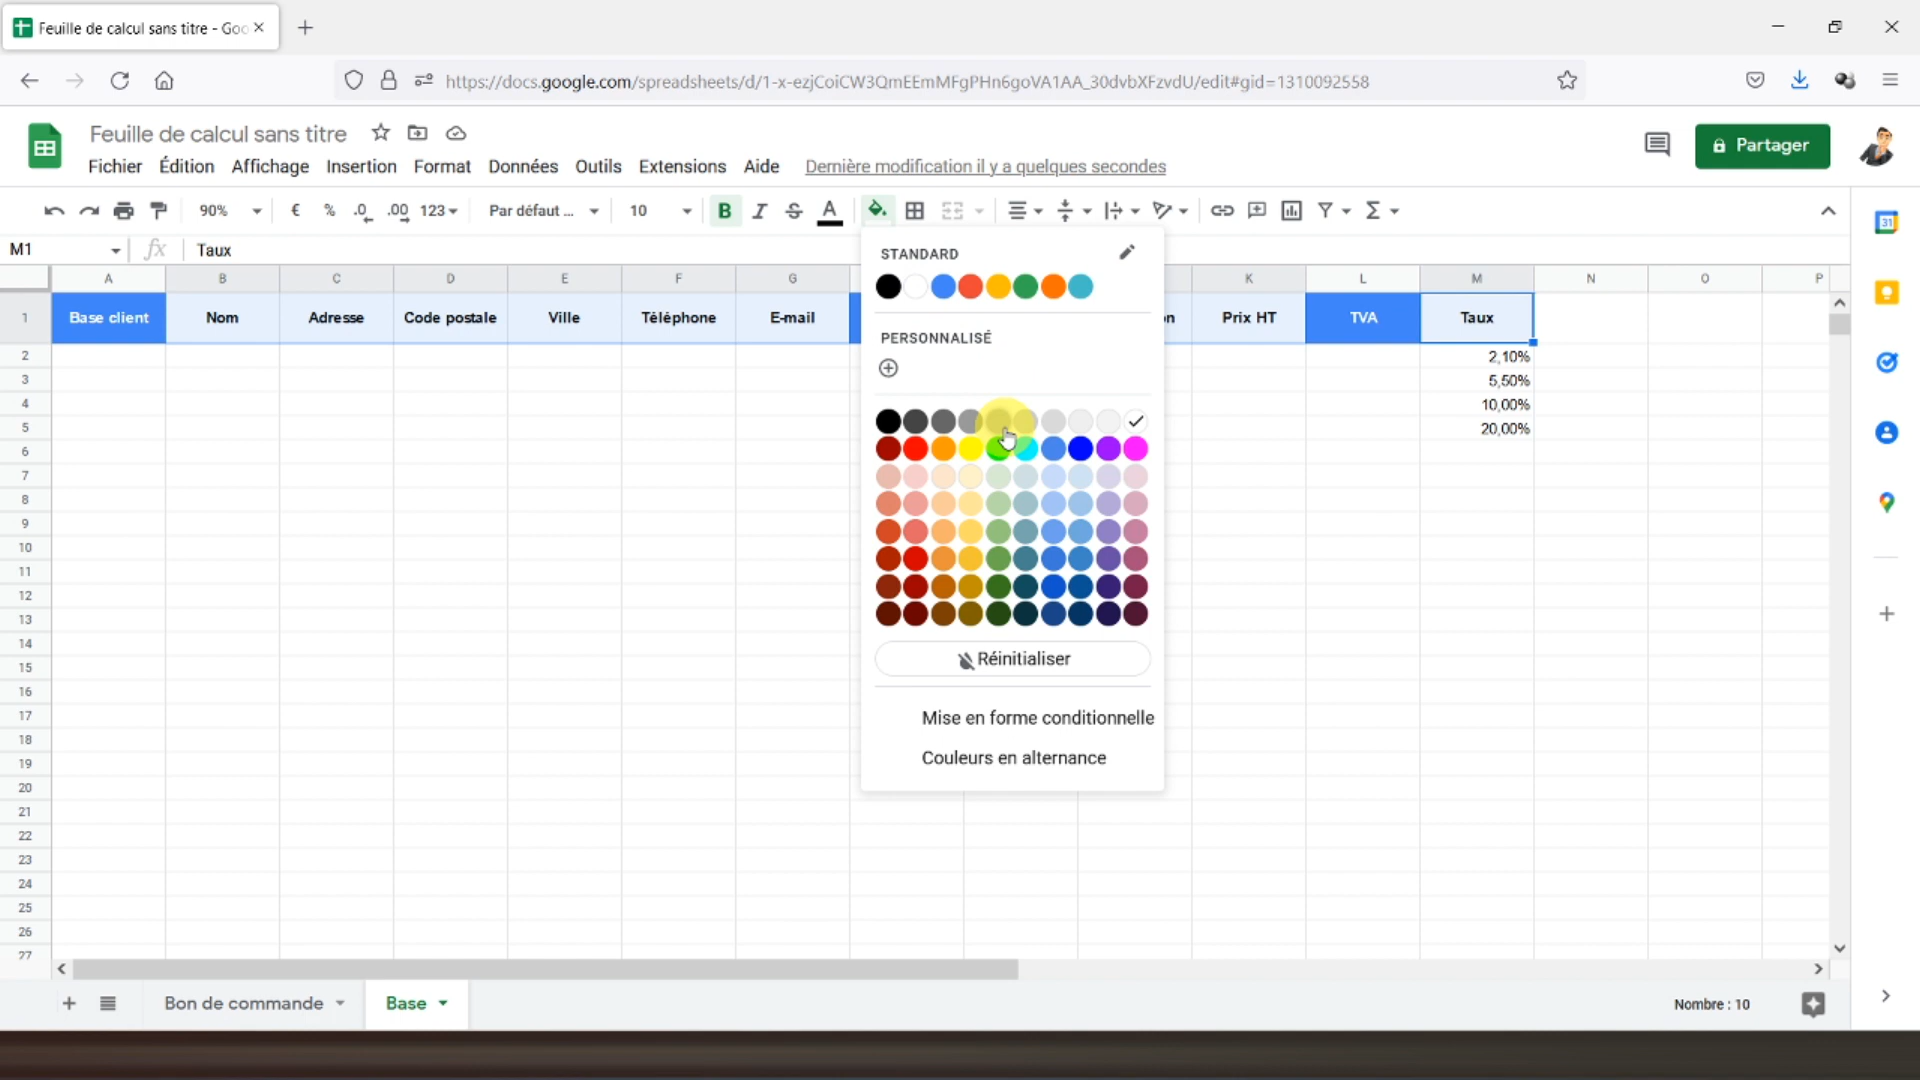 Feuille de calcul sans titre - Goo
https://docs.google.com/spreadsheets/d/1-x-ezjCoiCW3QmEEmMFgPHn6goVA1AA_30dvbXFzvdU/edit#gid=1310092558
Feuille de calcul sans titre
Fichier Édition Affichage Insertion Format Données Outils Extensions Aide Dernière modification il y a quelques secondes
Partager
90% € % .0 .00 123 Par défaut ... 10 B I S A Σ
31
M1 fx Taux
A B C D E F G K L M N O P
1 Base client Nom Adresse Code postale Ville Téléphone E-mail Prix HT TVA Taux
2 2,10%
3 5,50%
4 10,00%
5 20,00%
6
7
8
9
10
11
12
13
14
15
16
17
18
19
20
21
22
23
24
25
26
27
STANDARD
PERSONNALISÉ
Réinitialiser
Mise en forme conditionnelle
Couleurs en alternance
Bon de commande Base Nombre : 10